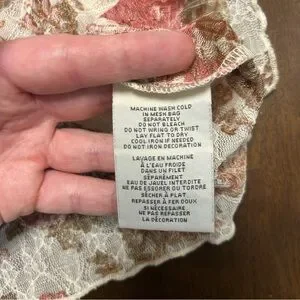 MACHINE WASH COLD
IN MESH BAG
SEPARATELY
DO NOT BLEACH
DO NOT WRING OR TWIST
LAY FLAT TO DRY
COOL IRON IF NEEDED
DO NOT IRON DECORATION
LAVAGE EN MACHINE
À L'EAU FROIDE
DANS UN FILET
SÉPARÉMENT
EAU DE JAVEL INTERDITE
NE PAS ESSORER OU TORDRE
SÉCHER À PLAT
REPASSER À FER DOUX
SI NÉCESSAIRE
NE PAS REPASSER
LA DÉCORATION